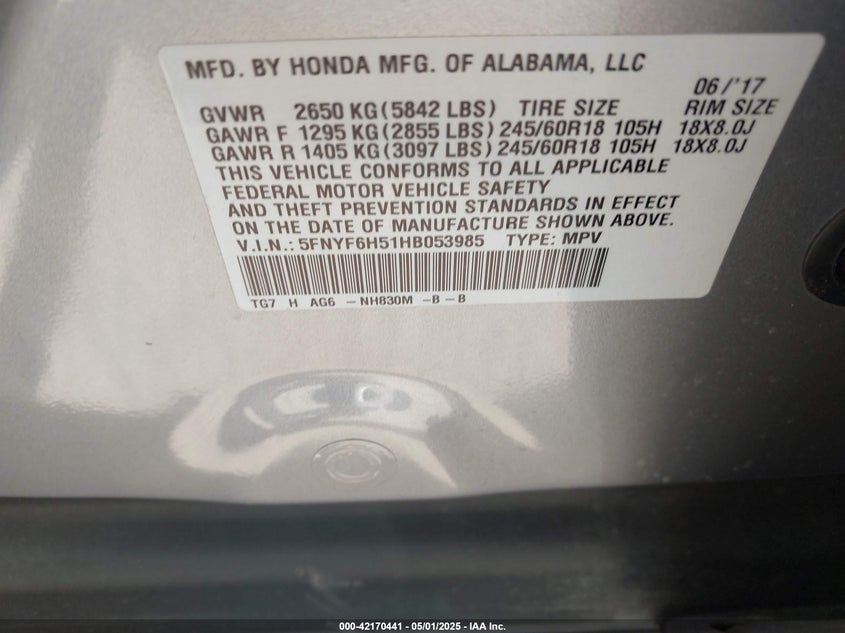 MFD. BY HONDA MFG. OF ALABAMA, LLC
06/'17
GVWR 2650 KG(5842 LBS) TIRE SIZE RIM SIZE
GAWR F 1295 KG(2855 LBS) 245/60R18 105H 18X8.0J
GAWR R 1405 KG(3097 LBS) 245/60R18 105H 18X8.0J
THIS VEHICLE CONFORMS TO ALL APPLICABLE
FEDERAL MOTOR VEHICLE SAFETY
AND THEFT PREVENTION STANDARDS IN EFFECT
ON THE DATE OF MANUFACTURE SHOWN ABOVE.
V.I.N.: 5FNYF6H51HB053985 TYPE: MPV
TG7 H AG6 -NH830M -B-B
000-42170441 - 05/01/2025 - IAA Inc.